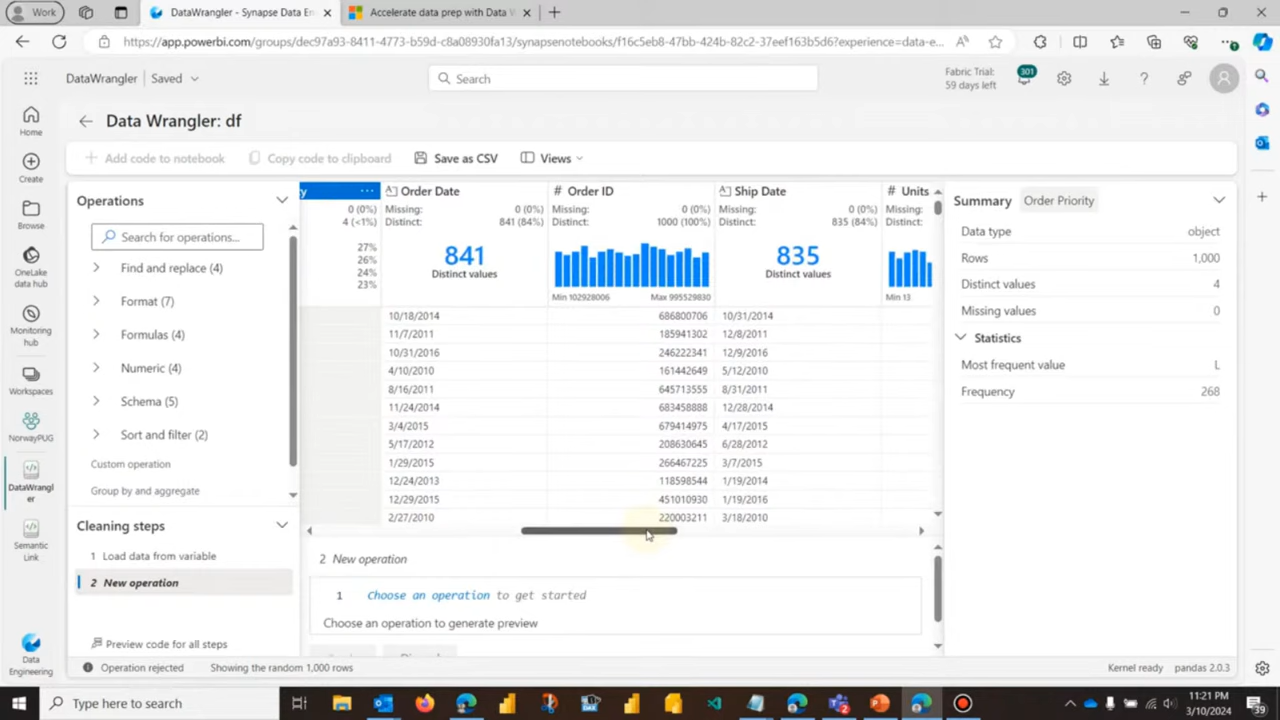 Work
DataWrangler - Synapse Data En
Accelerate data prep with Data W
https://app.powerbi.com/groups/dec97a93-8411-4773-b59d-c8a08930fa13/synapsenotebooks/f16c5eb8-47bb-424b-82c2-37eef163b5d6?experience=data-e...
DataWrangler
Saved
Search
Fabric Trial:
59 days left
301
Home
Create
Browse
OneLake
data hub
Monitoring
hub
Workspaces
NorwayPUG
DataWrangl
er
Semantic
Link
Data
Engineering
Data Wrangler: df
Add code to notebook
Copy code to clipboard
Save as CSV
Views
Operations
Search for operations...
Find and replace (4)
Format (7)
Formulas (4)
Numeric (4)
Schema (5)
Sort and filter (2)
Custom operation
Group by and aggregate
Cleaning steps
1 Load data from variable
2 New operation
Preview code for all steps
y ... Order Date # Order ID Ship Date # Units
0 (0%) Missing: 0 (0%) Missing: 0 (0%) Missing: 0 (0%) Missing:
4 (<1%) Distinct: 841 (84%) Distinct: 1000 (100%) Distinct: 835 (84%) Distinct:
27%
26%
24%
23%
841
Distinct values
Min 102928006 Max 995529830
835
Distinct values
Min 13
10/18/2014 686800706 10/31/2014
11/7/2011 185941302 12/8/2011
10/31/2016 246222341 12/9/2016
4/10/2010 161442649 5/12/2010
8/16/2011 645713555 8/31/2011
11/24/2014 683458888 12/28/2014
3/4/2015 679414975 4/17/2015
5/17/2012 208630645 6/28/2012
1/29/2015 266467225 3/7/2015
12/24/2013 118598544 1/19/2014
12/29/2015 451010930 1/19/2016
2/27/2010 220003211 3/18/2010
2 New operation
1 Choose an operation to get started
Choose an operation to generate preview
Summary Order Priority
Data type object
Rows 1,000
Distinct values 4
Missing values 0
Statistics
Most frequent value L
Frequency 268
Operation rejected
Showing the random 1,000 rows
Kernel ready
pandas 2.0.3
Type here to search
11:21 PM
3/10/2024
39